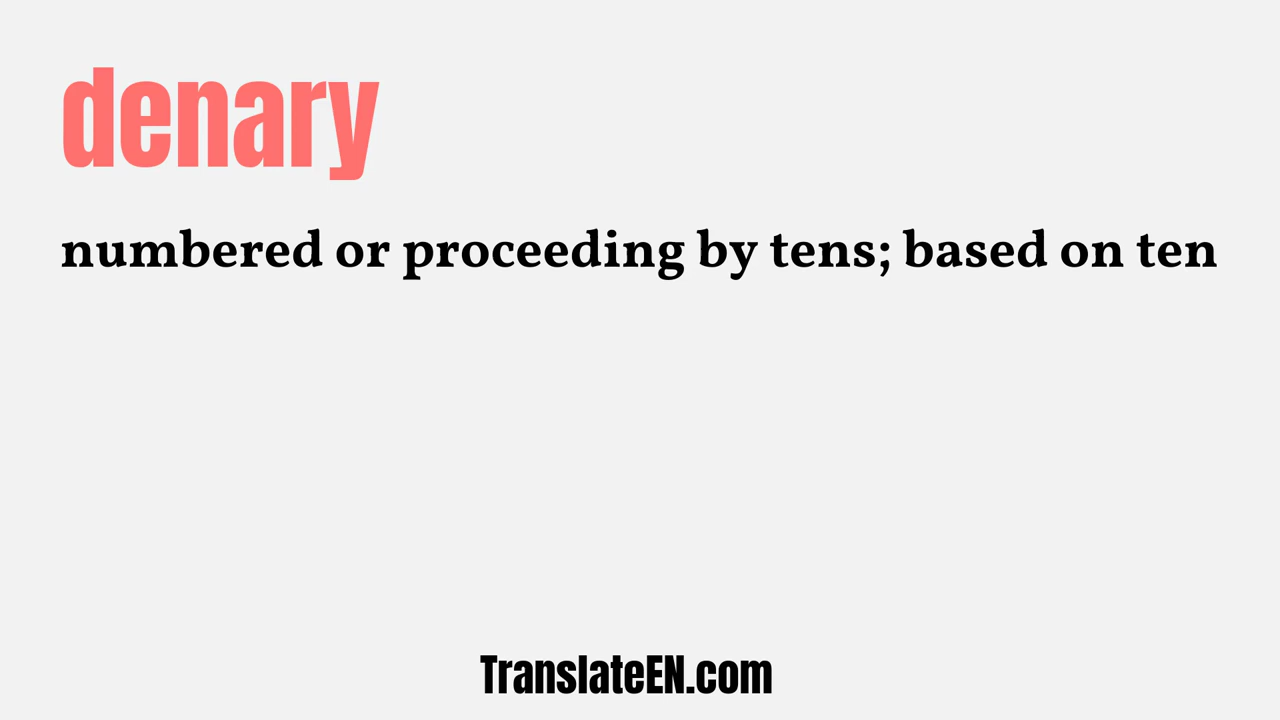 denary
numbered or proceeding by tens; based on ten
TranslateEN.com